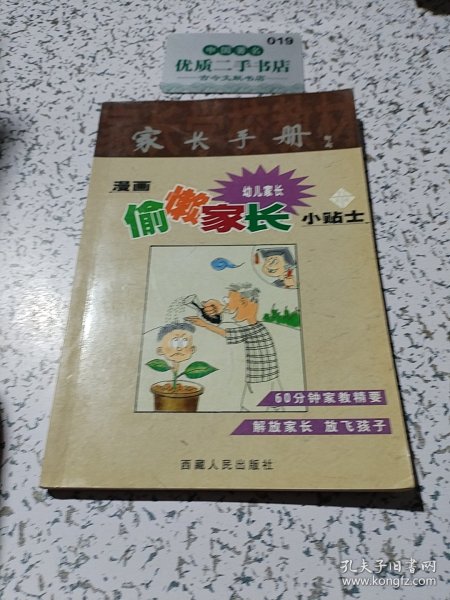 019
中国著名
优质二手书店
古今文献书店
家长手册
漫画
幼儿家长
偷懒家长
小贴士
60分钟家教精要
解放家长 放飞孩子
西藏人民出版社
孔夫子旧书网
www.kongfz.com